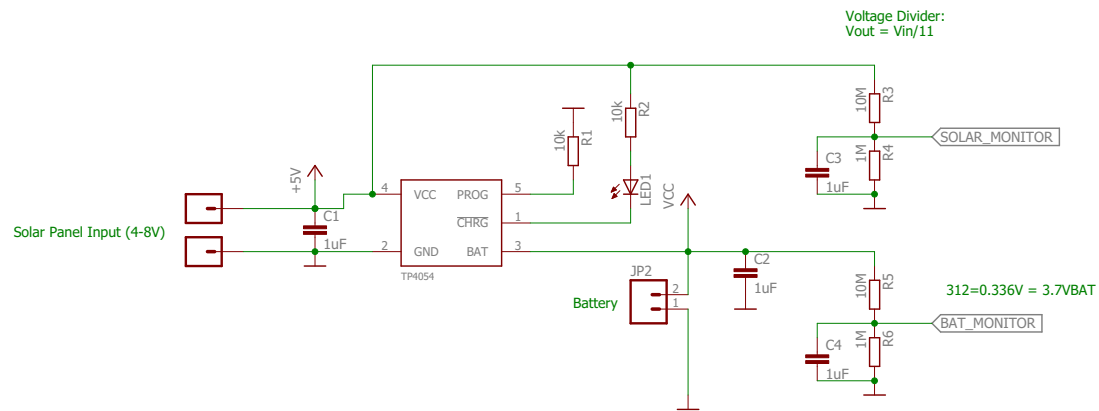 Voltage Divider:
Vout = Vin/11
10M
R3
10k
R2
10k
R1
SOLAR_MONITOR
1M
R4
C3
1uF
+5V
4
VCC
PROG
5
LED1
VCC
C1
1uF
CHRG
1
Solar Panel Input (4-8V)
2
GND
BAT
3
TP4054
C2
1uF
JP2
2
1
Battery
10M
R5
312=0.336V = 3.7VBAT
BAT_MONITOR
1M
R6
C4
1uF